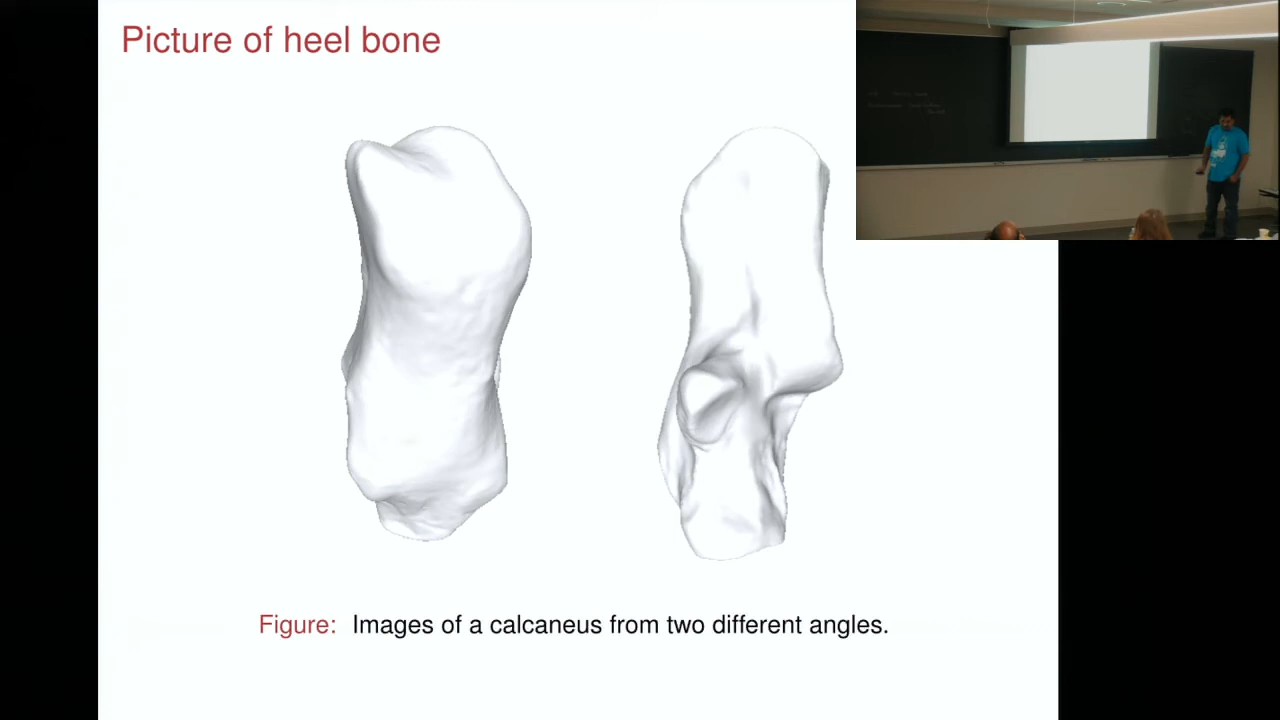 Picture of heel bone
Figure: Images of a calcaneus from two different angles.